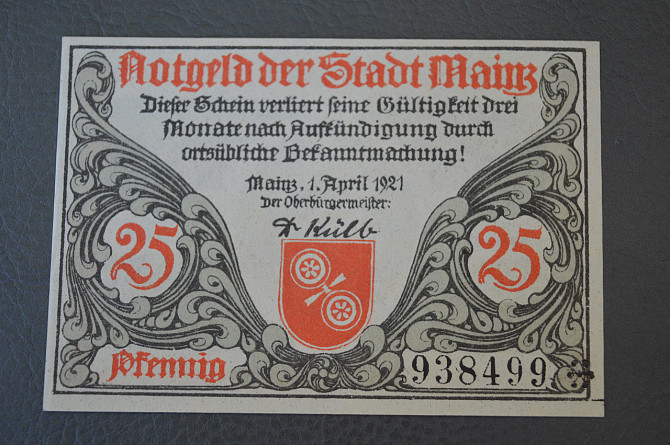 Notgeld der Stadt Mainz
Dieser Schein verliert seine Gültigkeit drei
Monate nach Aufkündigung durch
ortsübliche Bekanntmachung!
Mainz, 1. April 1921
Der Oberbürgermeister:
Dr Külb
25
25
Pfennig
938499